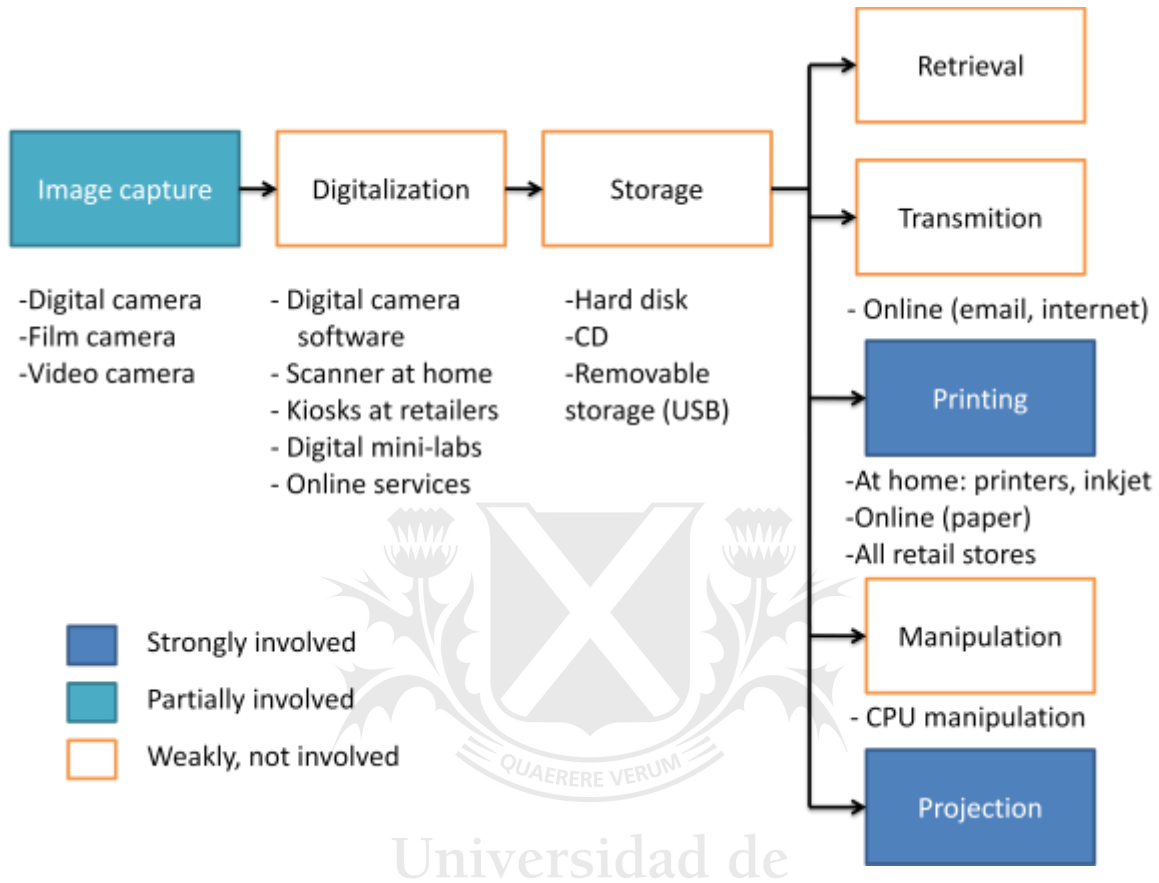 Image capture
-Digital camera
-Film camera
-Video camera
Digitalization
- Digital camera
software
- Scanner at home
- Kiosks at retailers
- Digital mini-labs
- Online services
Storage
-Hard disk
-CD
-Removable
storage (USB)
Retrieval
Transmition
- Online (email, internet)
Printing
-At home: printers, inkjet
-Online (paper)
-All retail stores
Manipulation
- CPU manipulation
Projection
Strongly involved
Partially involved
Weakly, not involved
QUAERERE VERUM
Universidad de